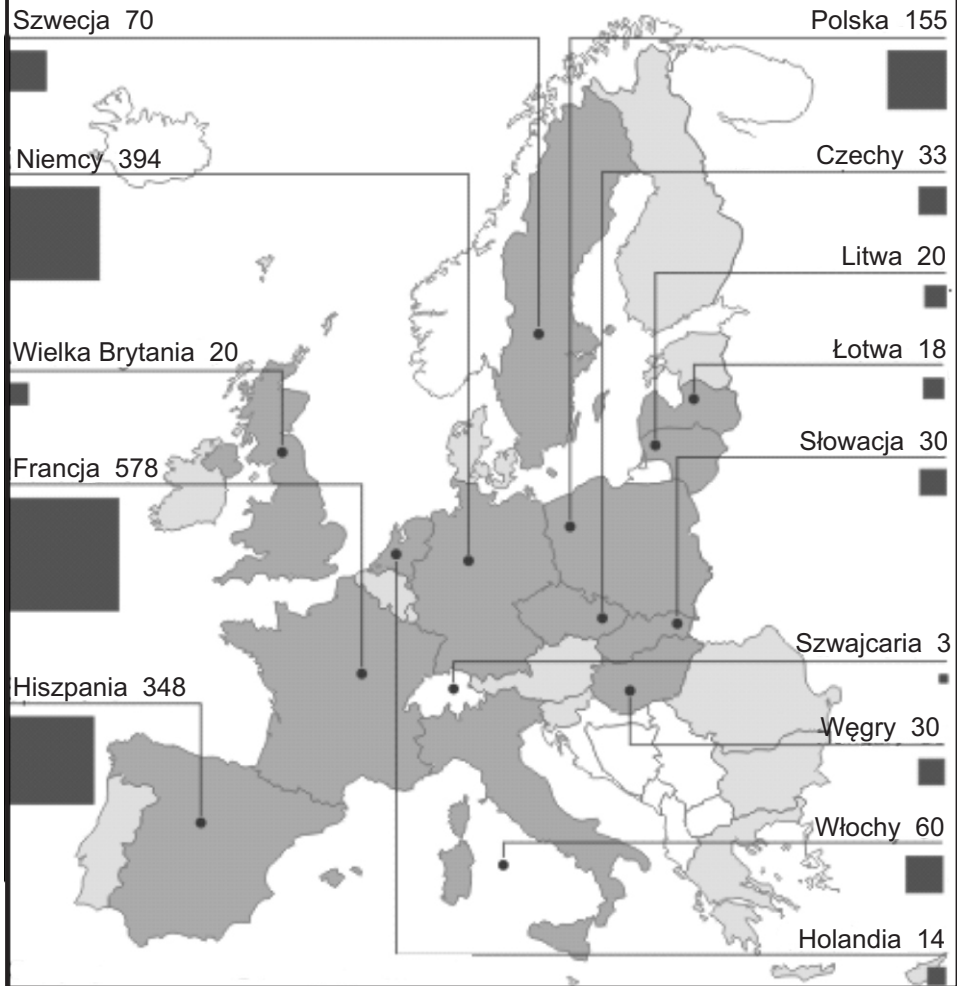 Szwecja 70
Polska 155
Niemcy 394
Czechy 33
Litwa 20
Wielka Brytania 20
Łotwa 18
Słowacja 30
Francja 578
Szwajcaria 3
Hiszpania 348
Węgry 30
Włochy 60
Holandia 14